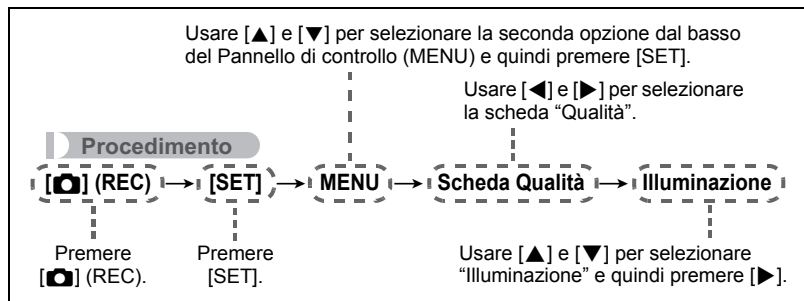 Usare [▲] e [▼] per selezionare la seconda opzione dal basso
del Pannello di controllo (MENU) e quindi premere [SET].
Usare [◀] e [▶] per selezionare
la scheda “Qualità”.
Procedimento
[📷] (REC) → [SET] → MENU → Scheda Qualità → Illuminazione
Premere
[📷] (REC).
Premere
[SET].
Usare [▲] e [▼] per selezionare
“Illuminazione” e quindi premere [▶].